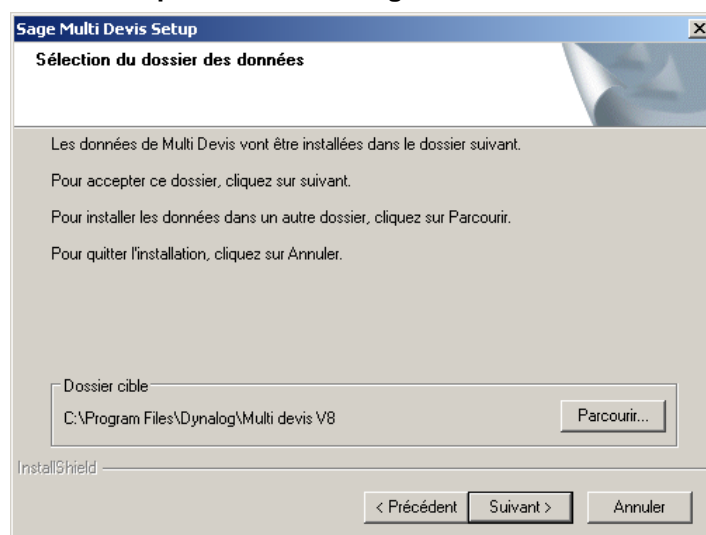 Sage Multi Devis Setup
Sélection du dossier des données
Les données de Multi Devis vont être installées dans le dossier suivant.
Pour accepter ce dossier, cliquez sur suivant.
Pour installer les données dans un autre dossier, cliquez sur Parcourir.
Pour quitter l'installation, cliquez sur Annuler.
Dossier cible
C:\Program Files\Dynalog\Multi devis V8
Parcourir...
InstallShield
< Précédent
Suivant >
Annuler